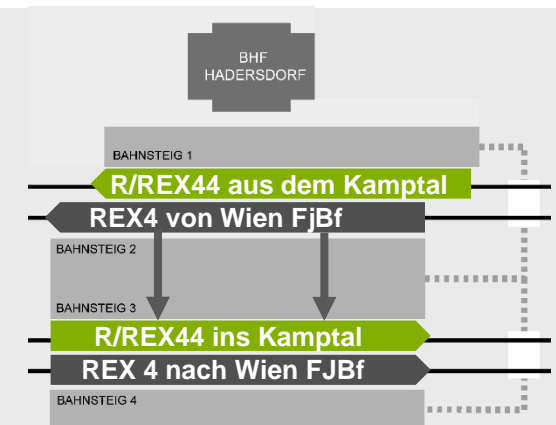 BHF
HADERSDORF
BAHNSTEIG 1
R/REX44 aus dem Kamptal
REX4 von Wien FjBf
BAHNSTEIG 2
BAHNSTEIG 3
R/REX44 ins Kamptal
REX 4 nach Wien FJBf
BAHNSTEIG 4